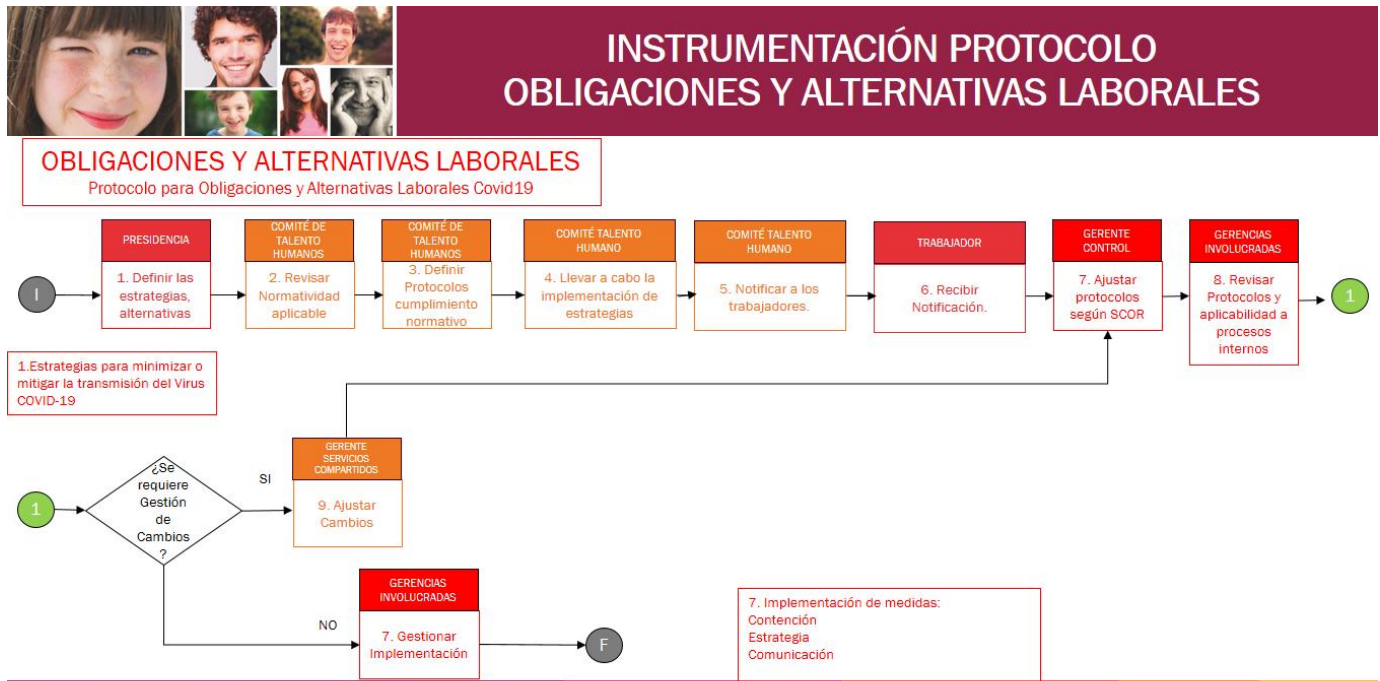 INSTRUMENTACIÓN PROTOCOLO
OBLIGACIONES Y ALTERNATIVAS LABORALES
OBLIGACIONES Y ALTERNATIVAS LABORALES
Protocolo para Obligaciones y Alternativas Laborales Covid19
I
PRESIDENCIA
1. Definir las
estrategias,
alternativas
COMITÉ DE
TALENTO
HUMANOS
2. Revisar
Normatividad
aplicable
COMITÉ DE
TALENTO
HUMANOS
3. Definir
Protocolos
cumplimiento
normativo
COMITÉ TALENTO
HUMANO
4. Llevar a cabo la
implementación de
estrategias
COMITÉ TALENTO
HUMANO
5. Notificar a los
trabajadores.
TRABAJADOR
6. Recibir
Notificación.
GERENTE
CONTROL
7. Ajustar
protocolos
según SCOR
GERENCIAS
INVOLUCRADAS
8. Revisar
Protocolos y
aplicabilidad a
procesos
internos
1
1.Estrategias para minimizar o
mitigar la transmisión del Virus
COVID-19
1
¿Se
requiere
Gestión
de
Cambios
?
SI
GERENTE
SERVICIOS
COMPARTIDOS
9. Ajustar
Cambios
NO
GERENCIAS
INVOLUCRADAS
7. Gestionar
Implementación
F
7. Implementación de medidas:
Contención
Estrategia
Comunicación